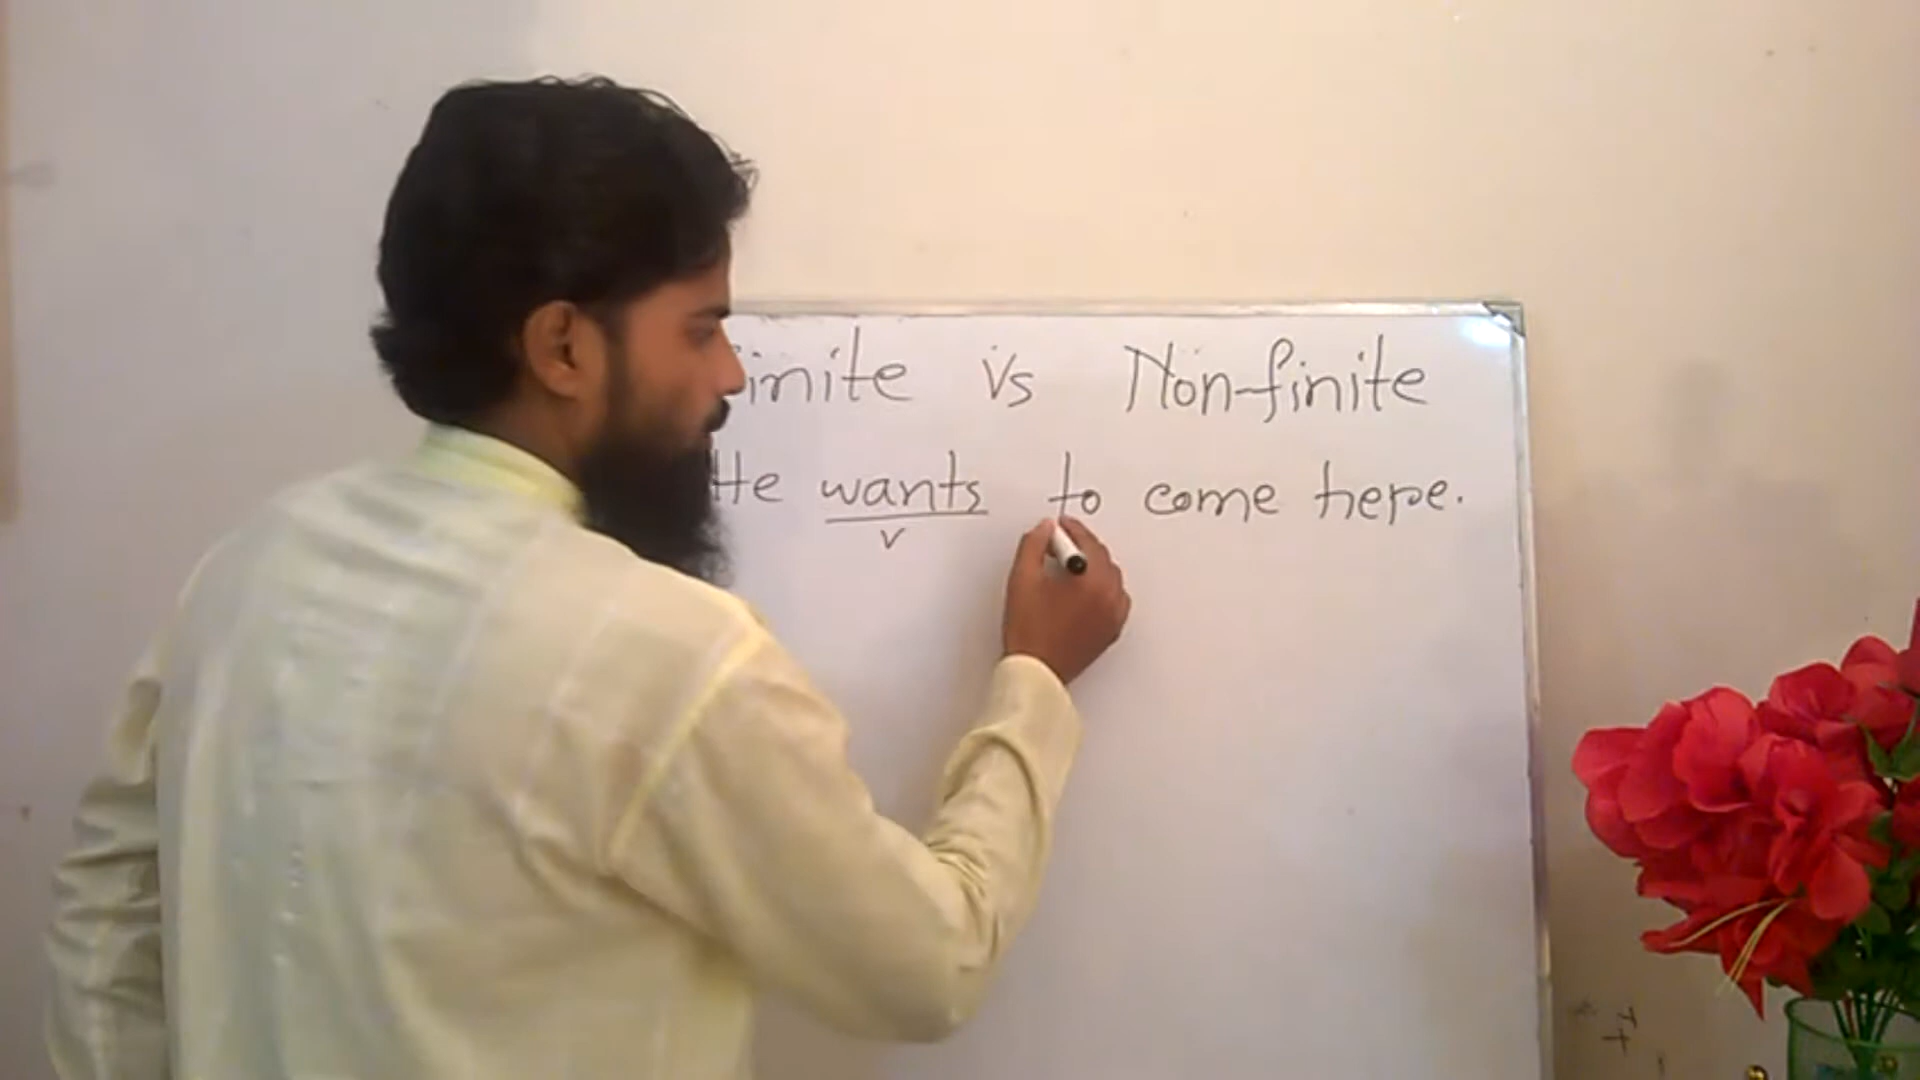 inite vs Non-finite
He wants to come here.
v